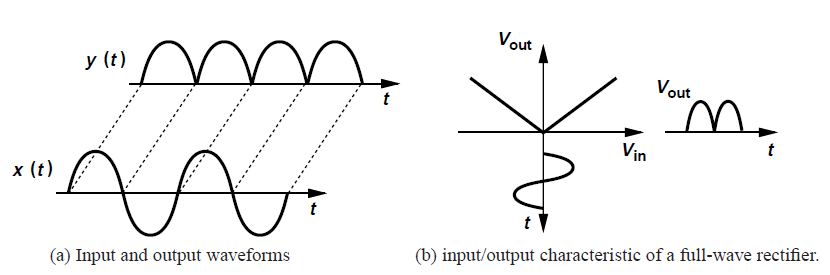 y (t)
t
x (t)
t
(a) Input and output waveforms
Vout
Vin
t
Vout
t
(b) input/output characteristic of a full-wave rectifier.